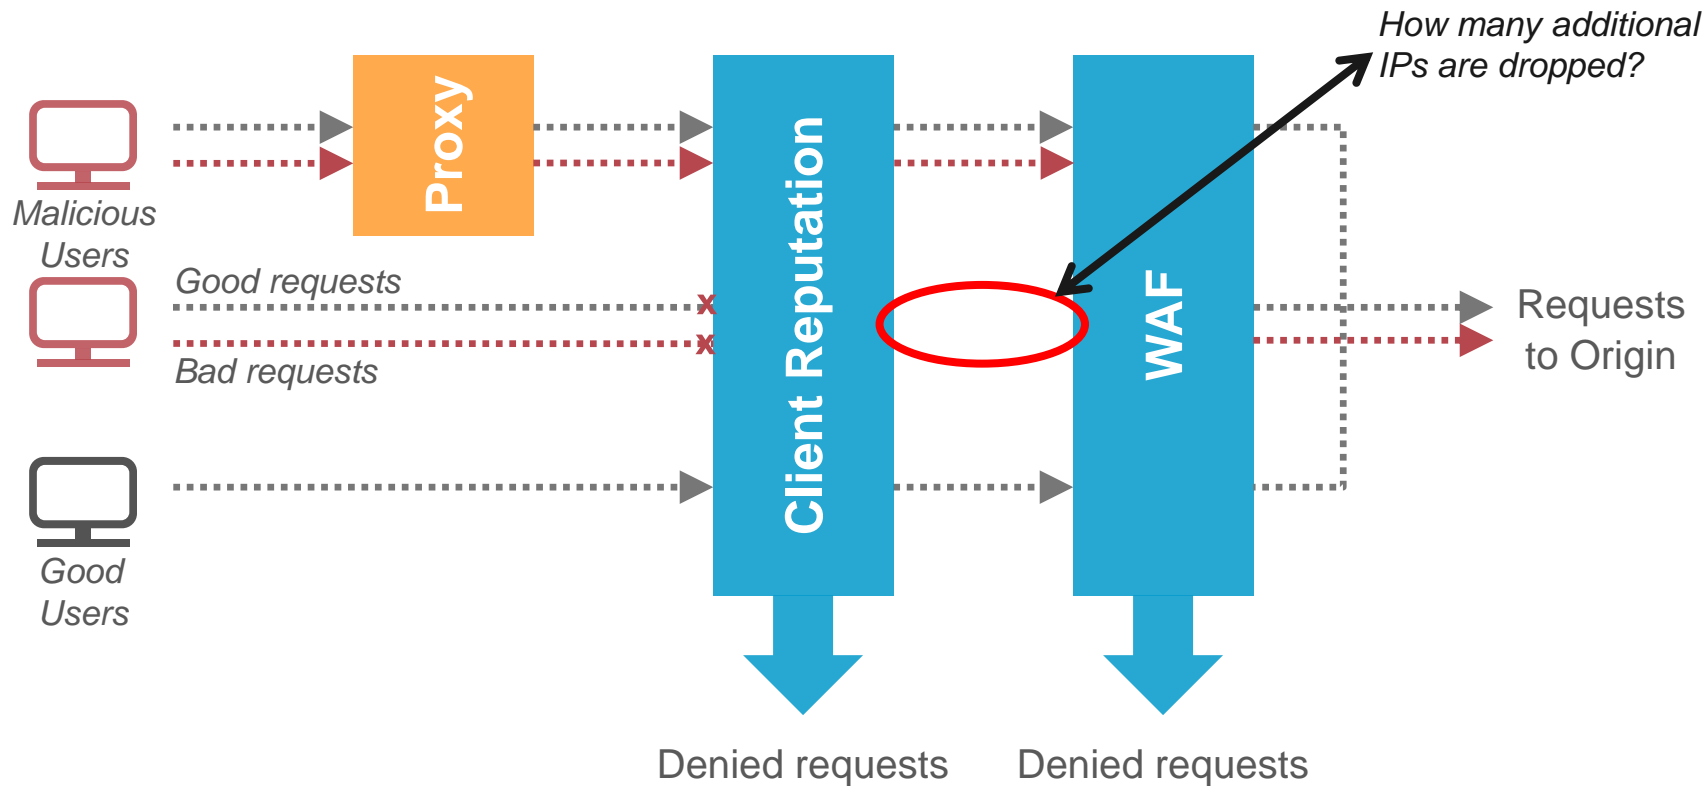 How many additional
IPs are dropped?
Proxy
Client Reputation
WAF
Malicious
Users
Good requests
Bad requests
x
x
Requests
to Origin
Good
Users
Denied requests
Denied requests